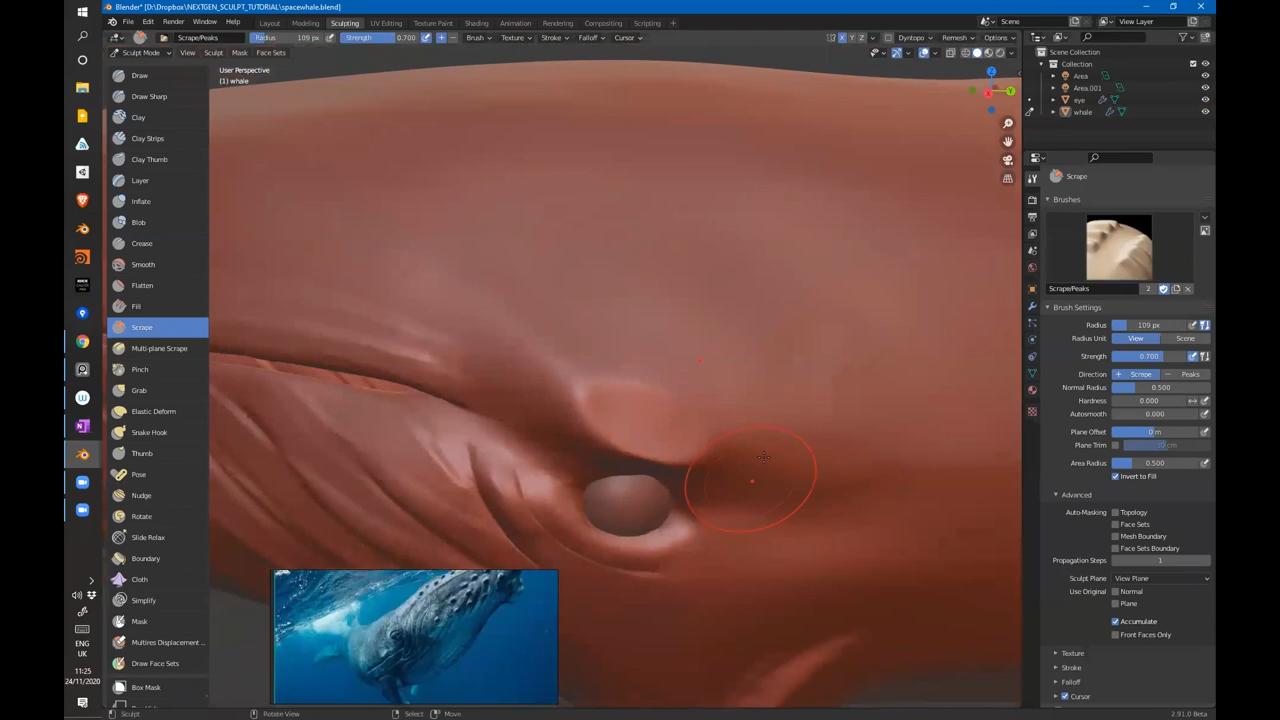 Blender* [D:\Dropbox\NEXTGEN_SCULPT_TUTORIAL\spacewhale.blend]
File Edit Render Window Help Layout Modeling Sculpting UV Editing Texture Paint Shading Animation Rendering Compositing Scripting + Scene View Layer
Scrape/Peaks Radius 109 px Strength 0.700 Brush Texture Stroke Falloff Cursor X Y Z Dyntopo Remesh Options
Sculpt Mode View Sculpt Mask Face Sets
Scene Collection
Collection
Area
Area.001
eye
whale
User Perspective
(1) whale
Z
Y
X
Draw
Draw Sharp
Clay
Clay Strips
Clay Thumb
Layer
Inflate
Blob
Crease
Smooth
Flatten
Fill
Scrape
Multi-plane Scrape
Pinch
Grab
Elastic Deform
Snake Hook
Thumb
Pose
Nudge
Rotate
Slide Relax
Boundary
Cloth
Simplify
Mask
Multires Displacement ...
Draw Face Sets
Box Mask
Scrape
Brushes
Scrape/Peaks 2
Brush Settings
Radius 109 px
Radius Unit View Scene
Strength 0.700
Direction + Scrape − Peaks
Normal Radius 0.500
Hardness 0.000
Autosmooth 0.000
Plane Offset 0 m
Plane Trim
Area Radius 0.500
Invert to Fill
Advanced
Auto-Masking Topology
Face Sets
Mesh Boundary
Face Sets Boundary
Propagation Steps 1
Sculpt Plane View Plane
Use Original Normal
Plane
Accumulate
Front Faces Only
Texture
Stroke
Falloff
Cursor
ENG
UK
11:25
24/11/2020
Sculpt Rotate View Select Move 2.91.0 Beta